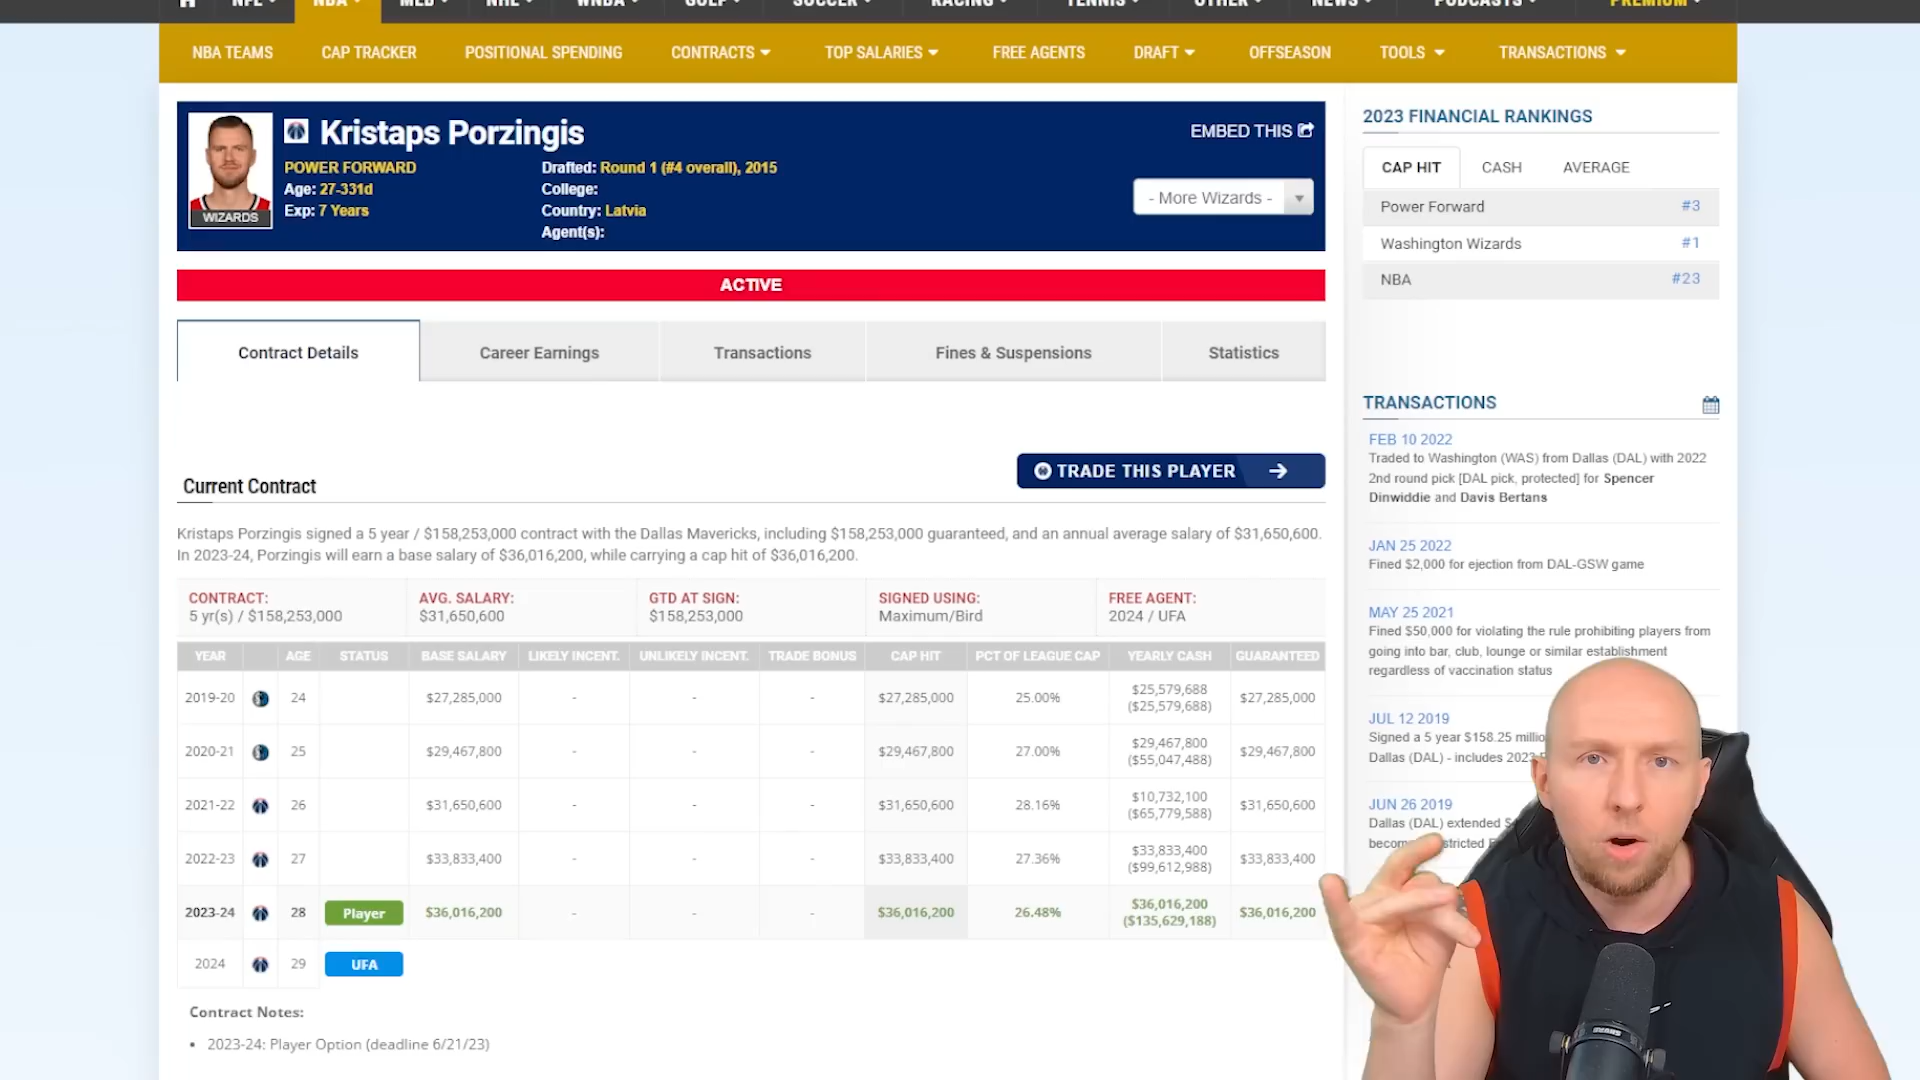 NFL NBA MLB NHL WNBA GOLF SOCCER RACING TENNIS OTHER NEWS PODCASTS PREMIUM
NBA TEAMS CAP TRACKER POSITIONAL SPENDING CONTRACTS TOP SALARIES FREE AGENTS DRAFT OFFSEASON TOOLS TRANSACTIONS
Kristaps Porzingis
EMBED THIS
POWER FORWARD
Age: 27-331d
Exp: 7 Years
Drafted: Round 1 (#4 overall), 2015
College:
Country: Latvia
Agent(s):
WIZARDS
- More Wizards -
ACTIVE
Contract Details Career Earnings Transactions Fines & Suspensions Statistics
TRADE THIS PLAYER
Current Contract
Kristaps Porzingis signed a 5 year / $158,253,000 contract with the Dallas Mavericks, including $158,253,000 guaranteed, and an annual average salary of $31,650,600.
In 2023-24, Porzingis will earn a base salary of $36,016,200, while carrying a cap hit of $36,016,200.
CONTRACT: AVG. SALARY: GTD AT SIGN: SIGNED USING: FREE AGENT:
5 yr(s) / $158,253,000 $31,650,600 $158,253,000 Maximum/Bird 2024 / UFA
YEAR AGE STATUS BASE SALARY LIKELY INCENT. UNLIKELY INCENT. TRADE BONUS CAP HIT PCT OF LEAGUE CAP YEARLY CASH GUARANTEED
2019-20 24 $27,285,000 - - - $27,285,000 25.00% $25,579,688 ($25,579,688) $27,285,000
2020-21 25 $29,467,800 - - - $29,467,800 27.00% $29,467,800 ($55,047,488) $29,467,800
2021-22 26 $31,650,600 - - - $31,650,600 28.16% $10,732,100 ($65,779,588) $31,650,600
2022-23 27 $33,833,400 - - - $33,833,400 27.36% $33,833,400 ($99,612,988) $33,833,400
2023-24 28 Player $36,016,200 - - - $36,016,200 26.48% $36,016,200 ($135,629,188) $36,016,200
2024 29 UFA
Contract Notes:
• 2023-24: Player Option (deadline 6/21/23)
2023 FINANCIAL RANKINGS
CAP HIT CASH AVERAGE
Power Forward #3
Washington Wizards #1
NBA #23
TRANSACTIONS
FEB 10 2022
Traded to Washington (WAS) from Dallas (DAL) with 2022
2nd round pick [DAL pick, protected] for Spencer
Dinwiddie and Davis Bertans
JAN 25 2022
Fined $2,000 for ejection from DAL-GSW game
MAY 25 2021
Fined $50,000 for violating the rule prohibiting players from
going into bar, club, lounge or similar establishment
regardless of vaccination status
JUL 12 2019
Signed a 5 year $158.25
Dallas (DAL) - includes 2023
JUN 26 2019
Dallas (DAL) extended